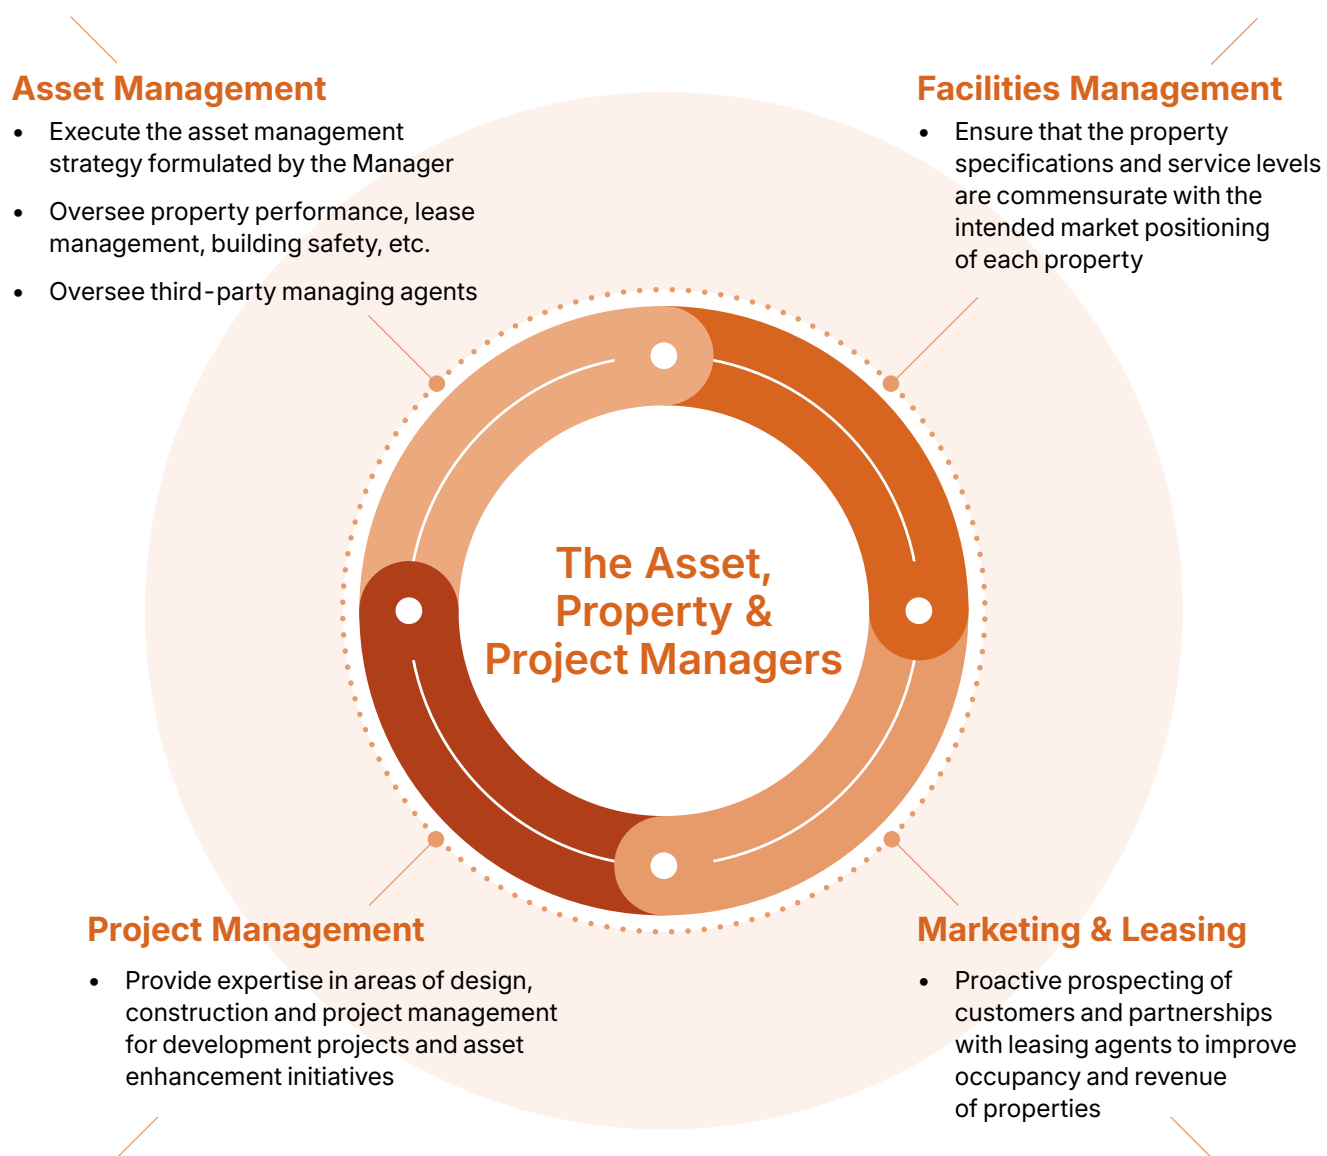 Asset Management
• Execute the asset management
strategy formulated by the Manager
• Oversee property performance, lease
management, building safety, etc.
• Oversee third-party managing agents
Facilities Management
• Ensure that the property
specifications and service levels
are commensurate with the
intended market positioning
of each property
The Asset,
Property &
Project Managers
Project Management
• Provide expertise in areas of design,
construction and project management
for development projects and asset
enhancement initiatives
Marketing & Leasing
• Proactive prospecting of
customers and partnerships
with leasing agents to improve
occupancy and revenue
of properties